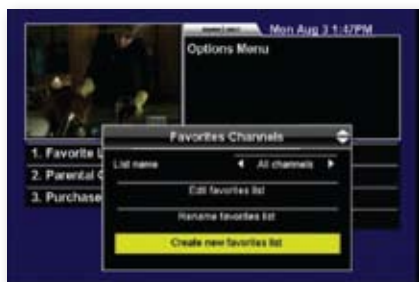 Mon Aug 3 1:47PM
Options Menu
Favorites Channels
1. Favorite L
List name All channels
2. Parental
Edit favorites list
3. Purchase
Rename favorites list
Create new favorites list